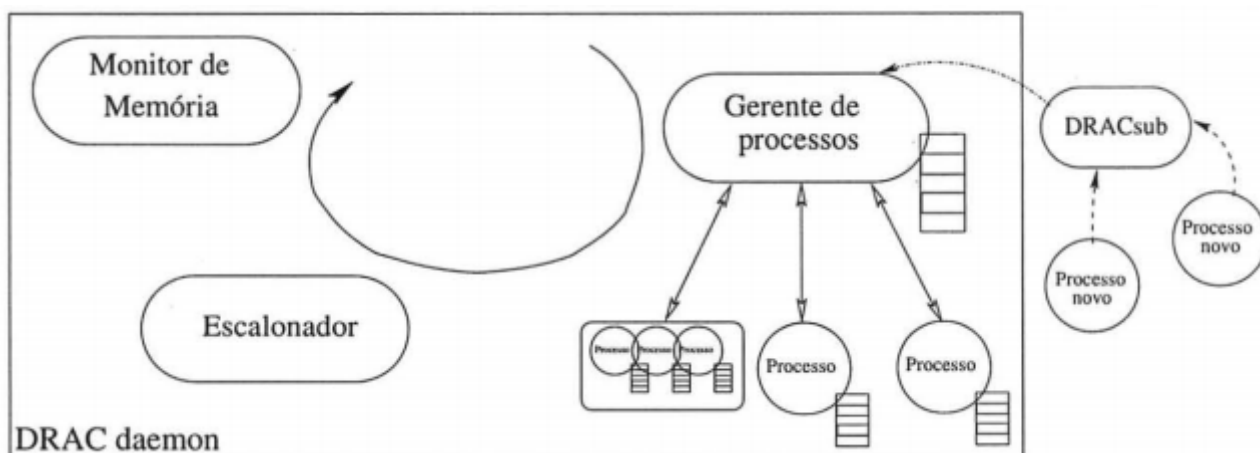 Monitor de
Memória
Gerente de
processos
DRACsub
Processo
novo
Processo
novo
Escalonador
Processo
Processo
Processo
Processo
Processo
DRAC daemon